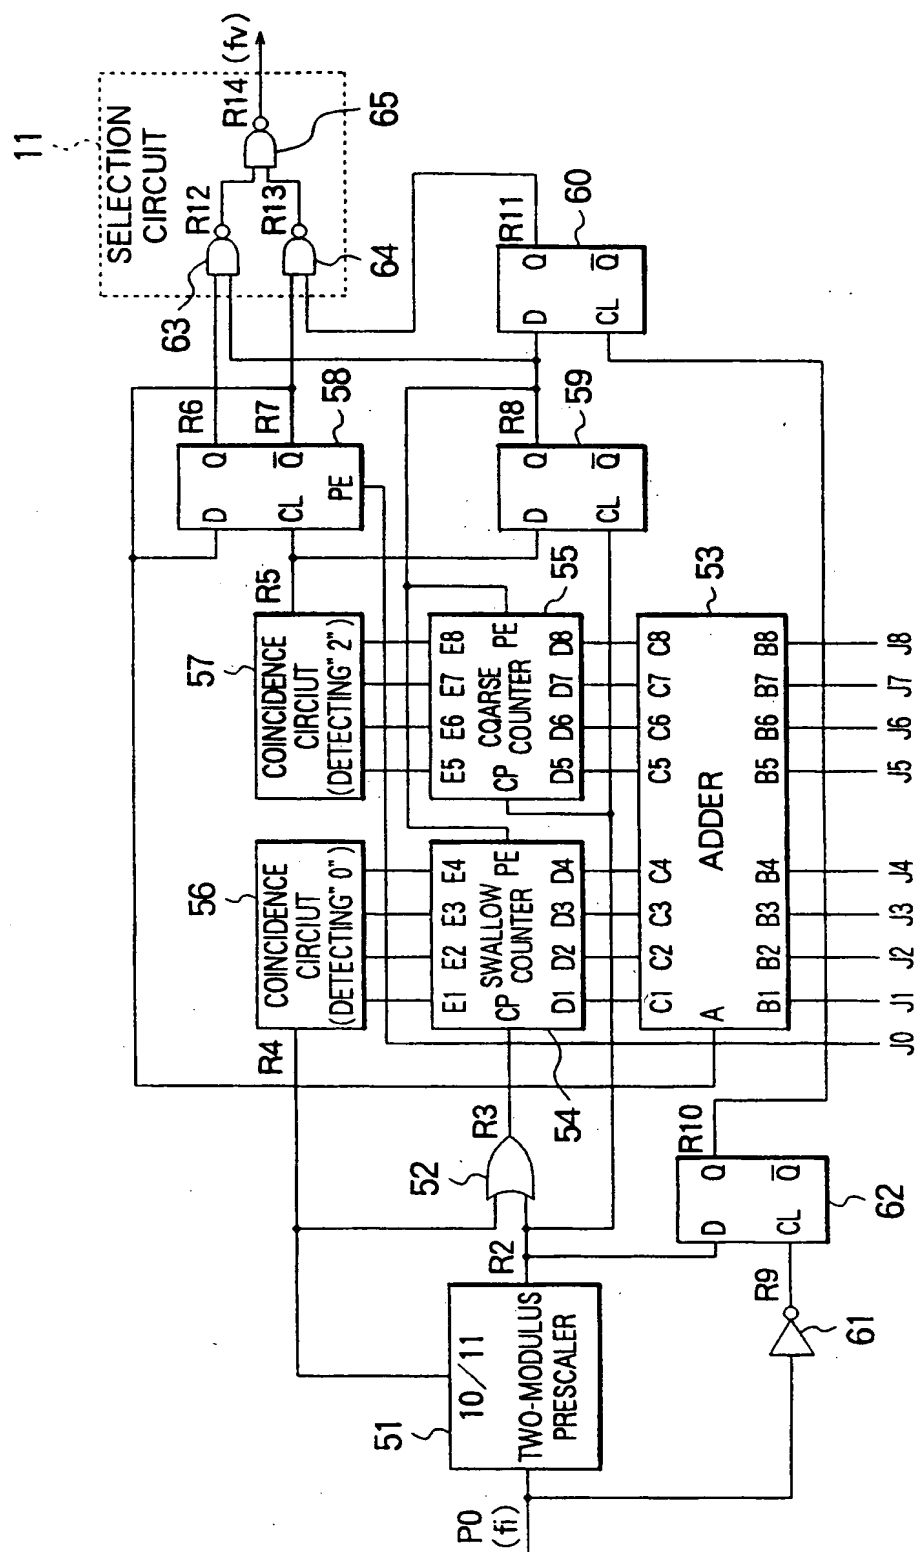 11
SELECTION
CIRCUIT
R14 (fv)
R12
R13
65
63
64
R6
R7
58
D Q
CL Q
PE
R11
60
D Q
CL Q
R8
59
D Q
CL Q
57
R5
COINCIDENCE
CIRCIUT
(DETECTING"2")
56
R4
COINCIDENCE
CIRCIUT
(DETECTING"0")
E5 E6 E7 E8
CP COARSE PE
COUNTER
D5 D6 D7 D8
55
E1 E2 E3 E4
CP SWALLOW PE
COUNTER
D1 D2 D3 D4
54
53
C1 C2 C3 C4 C5 C6 C7 C8
A ADDER
B1 B2 B3 B4 B5 B6 B7 B8
J0 J1 J2 J3 J4 J5 J6 J7 J8
52
R3
R2
51
10/11
TWO-MODULUS
PRESCALER
P0
(fi)
R10
D Q
CL Q
62
R9
61